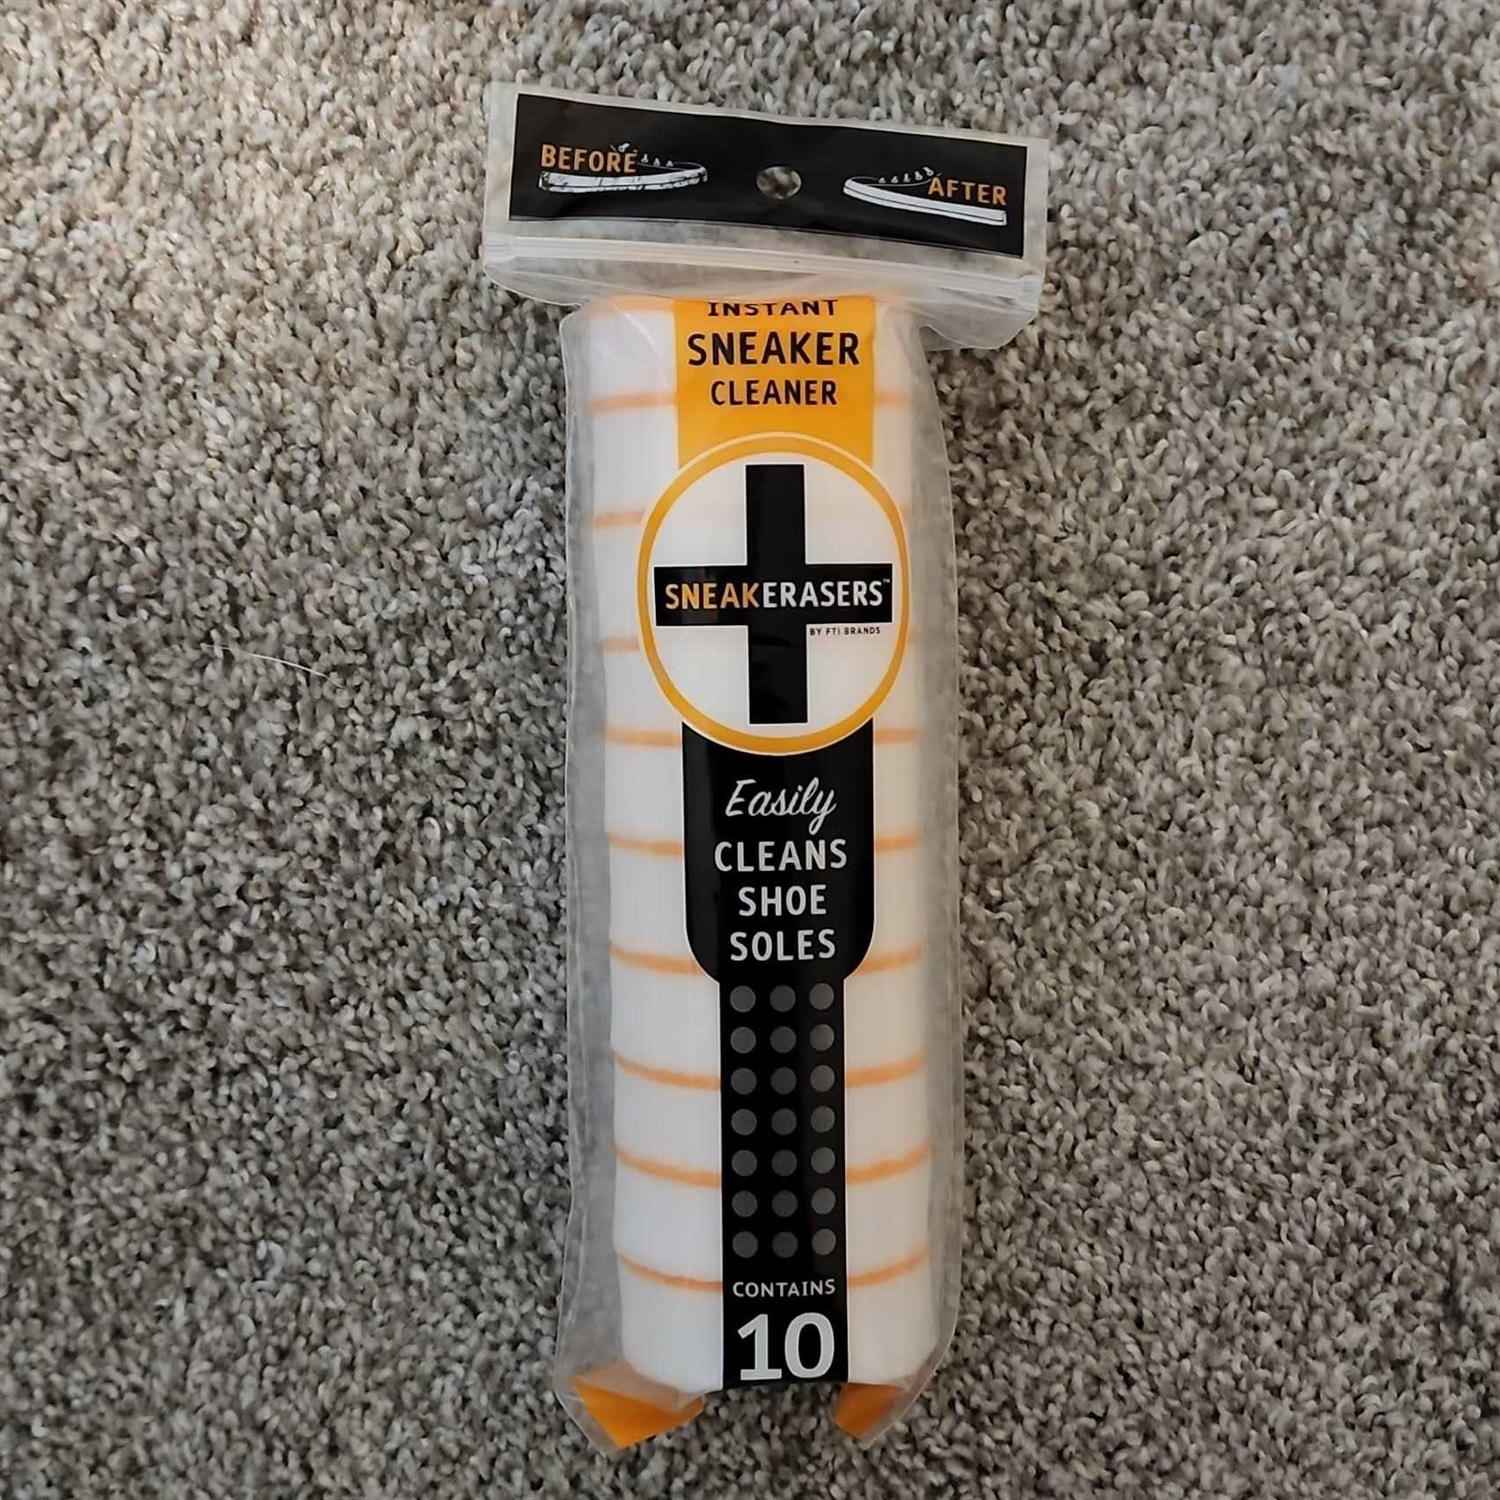 BEFORE
AFTER
INSTANT
SNEAKER
CLEANER
SNEAKERASERS™
BY FTI BRANDS
Easily
CLEANS
SHOE
SOLES
CONTAINS
10